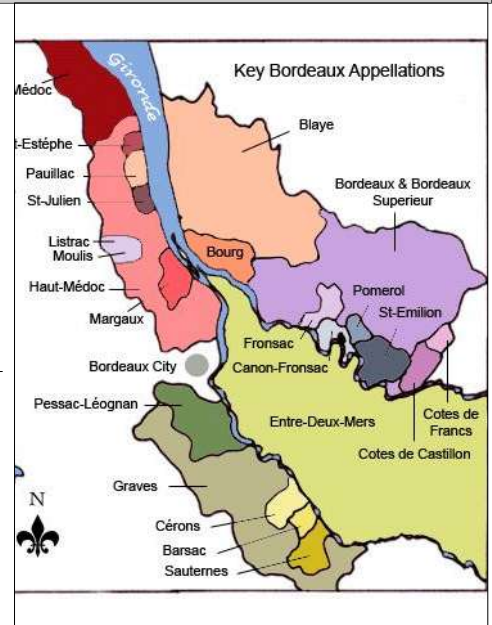 Key Bordeaux Appellations
Gironde
Médoc
Blaye
t-Estéphe
Pauillac
St-Julien
Bordeaux & Bordeaux
Superieur
Listrac
Moulis
Bourg
Haut-Médoc
Margaux
Pomerol
St-Emilion
Fronsac
Canon-Fronsac
Bordeaux City
Pessac-Léognan
Entre-Deux-Mers
Cotes de
Francs
Cotes de Castillon
Graves
N
Cérons
Barsac
Sauternes